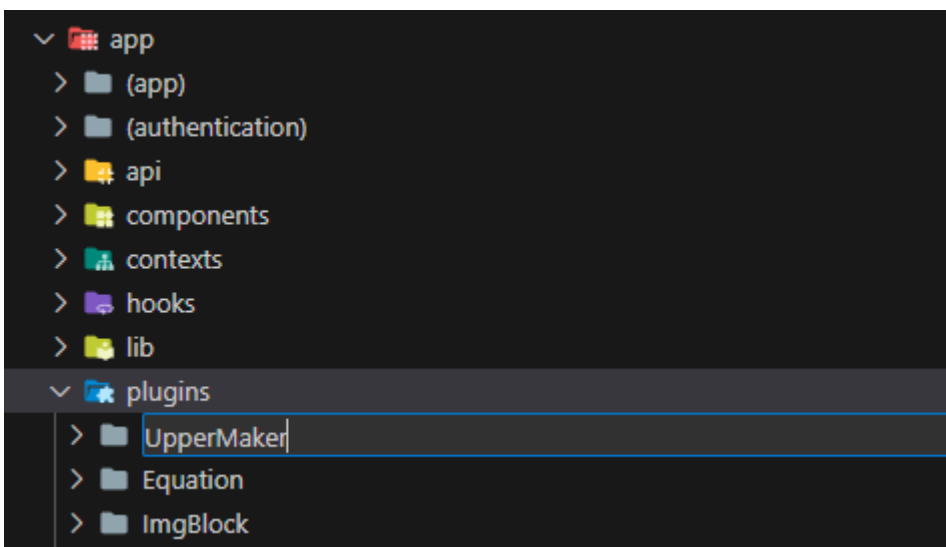 app
(app)
(authentication)
api
components
contexts
hooks
lib
plugins
UpperMaker
Equation
ImgBlock